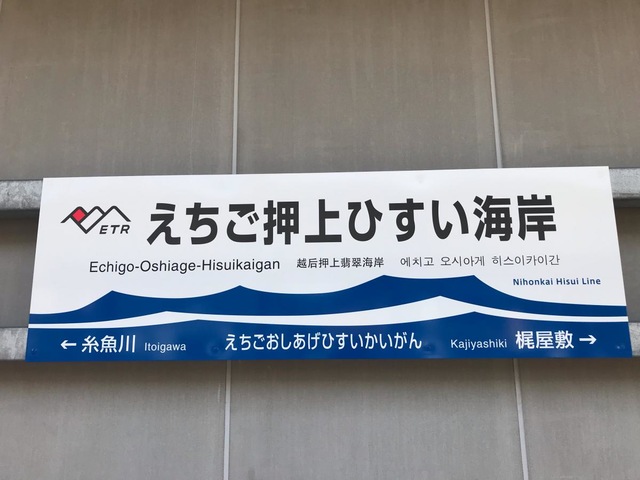 ETR えちご押上ひすい海岸
Echigo-Oshiage-Hisuikaigan 越后押上翡翠海岸 에치고 오시아게 히스이카이간
Nihonkai Hisui Line
← 糸魚川 Itoigawa えちごおしあげひすいかいがん Kajiyashiki 梶屋敷 →